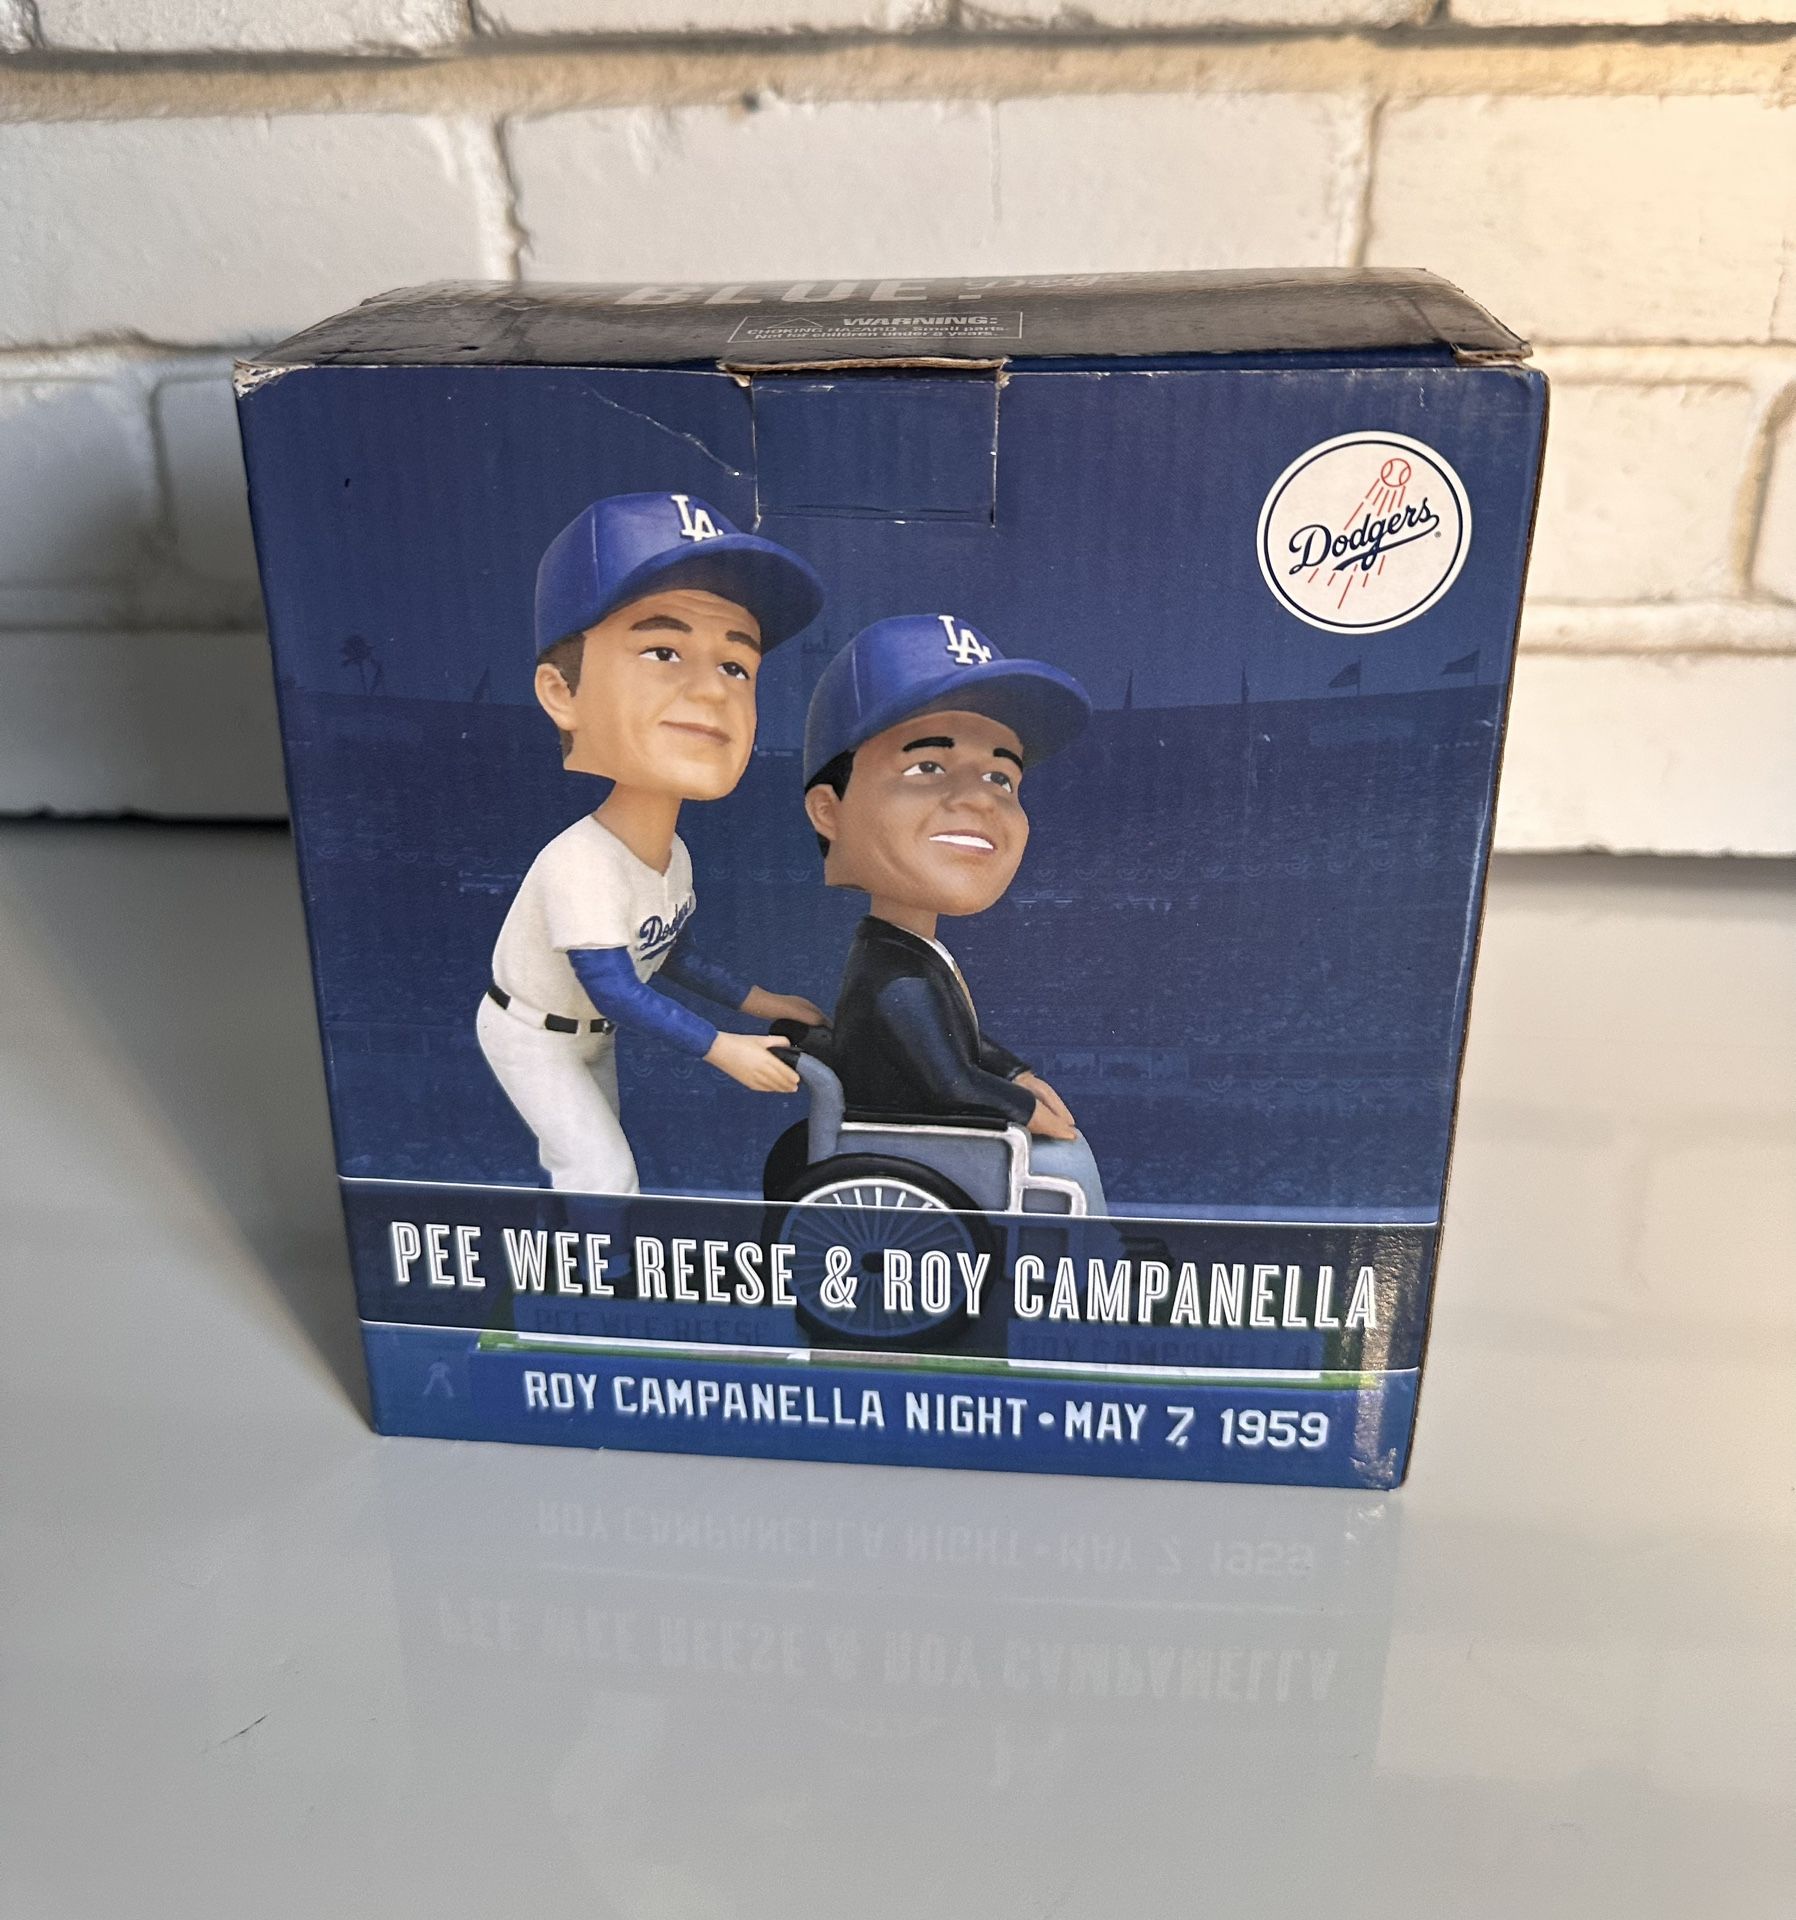 BLUE.
WARNING:
CHOKING HAZARD - Small parts.
Not for children under 3 years.
LA
Dodgers
LA
PEE WEE REESE & ROY CAMPANELLA
PEE WEE REESE
ROY CAMPANELLA
ROY CAMPANELLA NIGHT • MAY 7, 1959